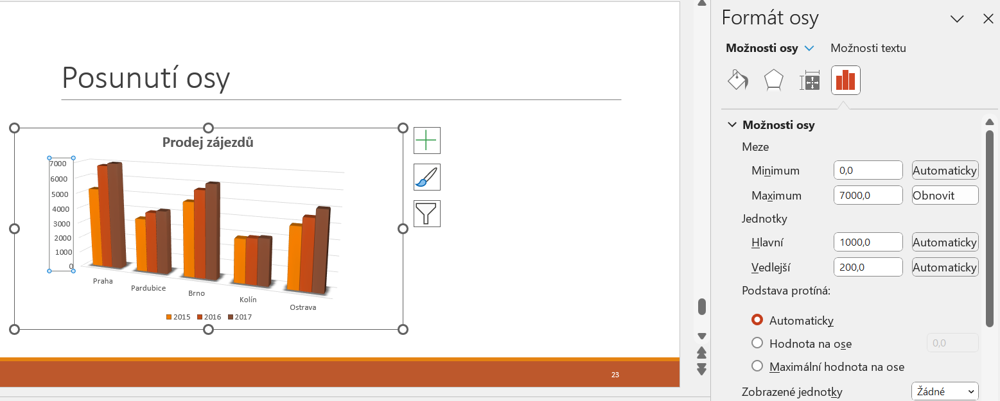 Posunutí osy
Prodej zájezdů
7000
6000
5000
4000
3000
2000
1000
0
Praha
Pardubice
Brno
Kolín
Ostrava
2015 2016 2017
23
Formát osy
Možnosti osy Možnosti textu
Možnosti osy
Meze
Minimum 0,0 Automaticky
Maximum 7000,0 Obnovit
Jednotky
Hlavní 1000,0 Automaticky
Vedlejší 200,0 Automaticky
Podstava protíná:
Automaticky
Hodnota na ose 0,0
Maximální hodnota na ose
Zobrazené jednotky Žádné